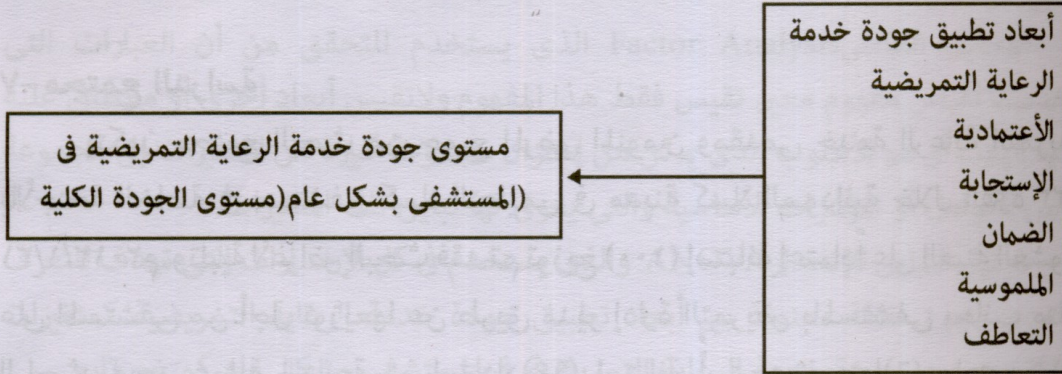 أبعاد تطبيق جودة خدمة
الرعاية التمريضية
الأعتمادية
الإستجابة
الضمان
الملموسية
التعاطف
مستوى جودة خدمة الرعاية التمريضية فى
(المستشفى بشكل عام(مستوى الجودة الكلية